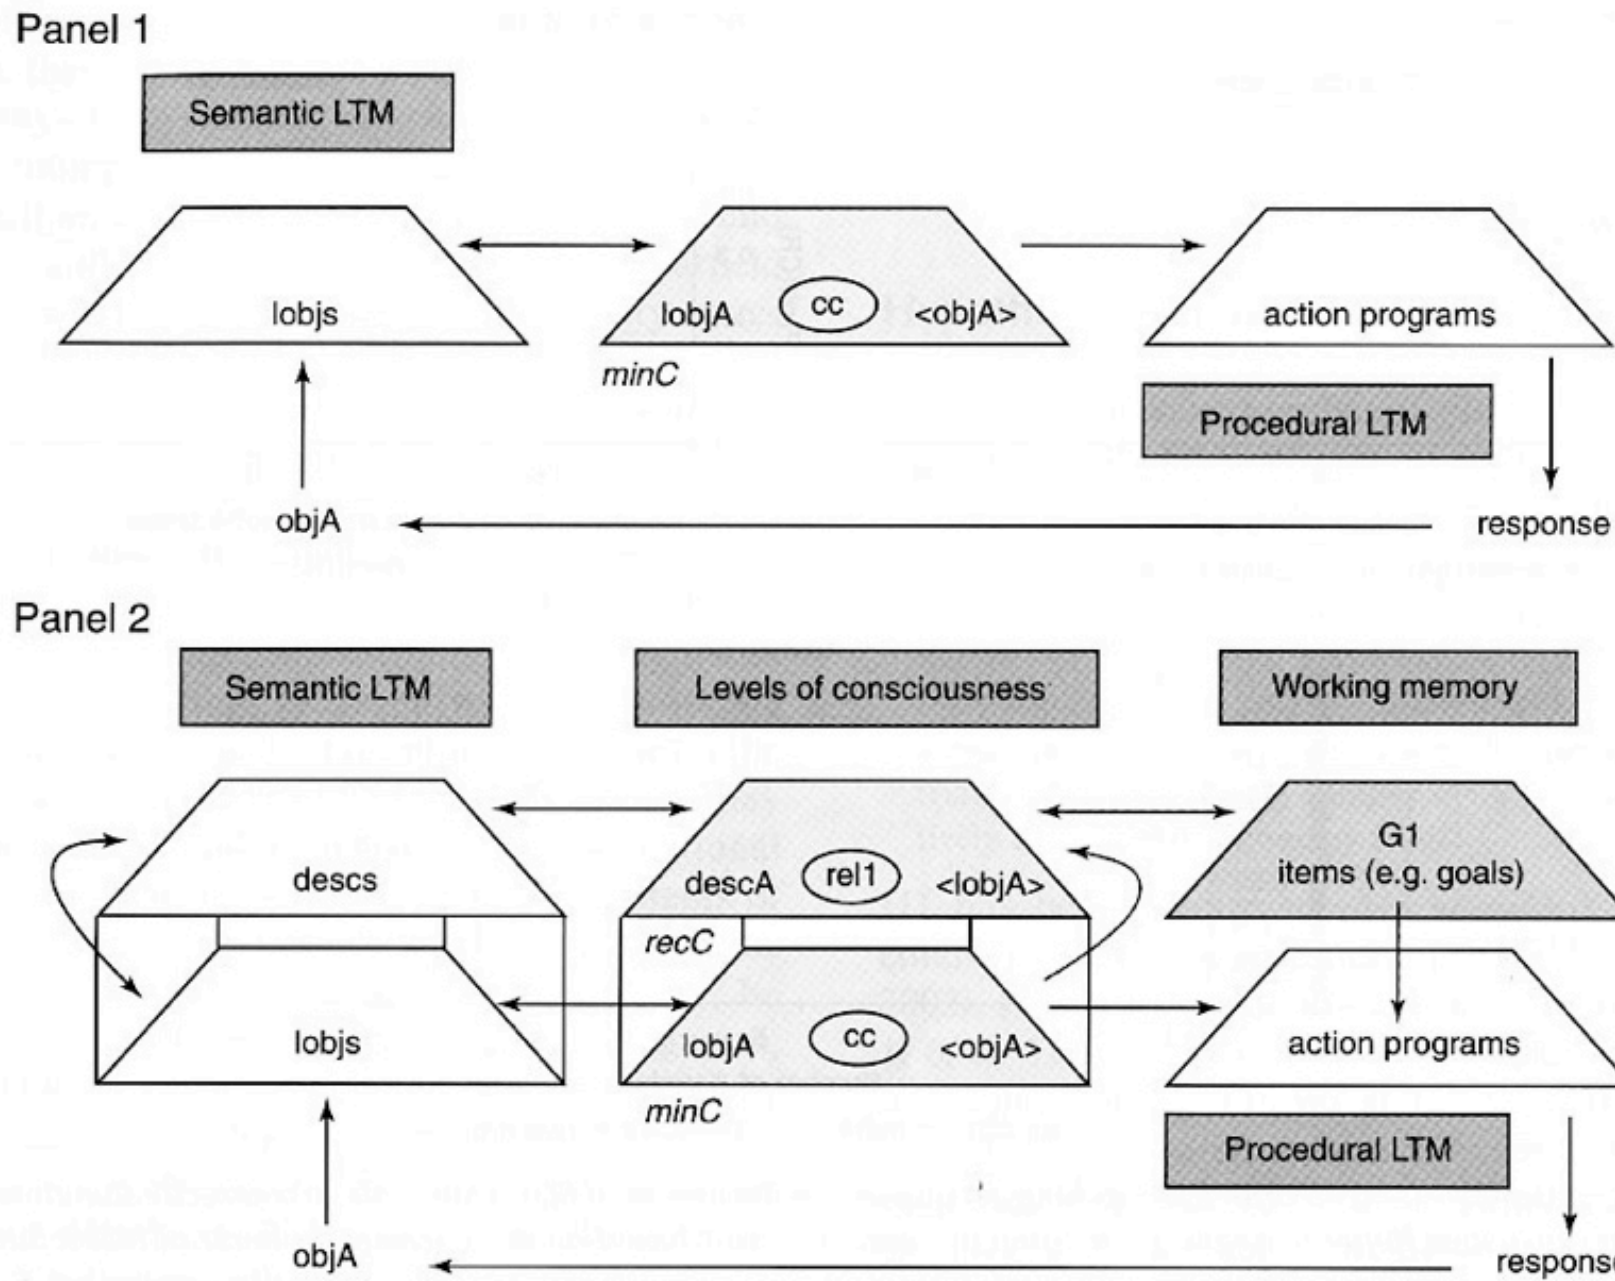 Panel 1
Semantic LTM
lobjs
lobjA cc <objA>
action programs
minC
Procedural LTM
objA
response
Panel 2
Semantic LTM
Levels of consciousness
Working memory
descs
descA rel1 <lobjA>
G1
items (e.g. goals)
recC
lobjs
lobjA cc <objA>
action programs
minC
Procedural LTM
objA
response